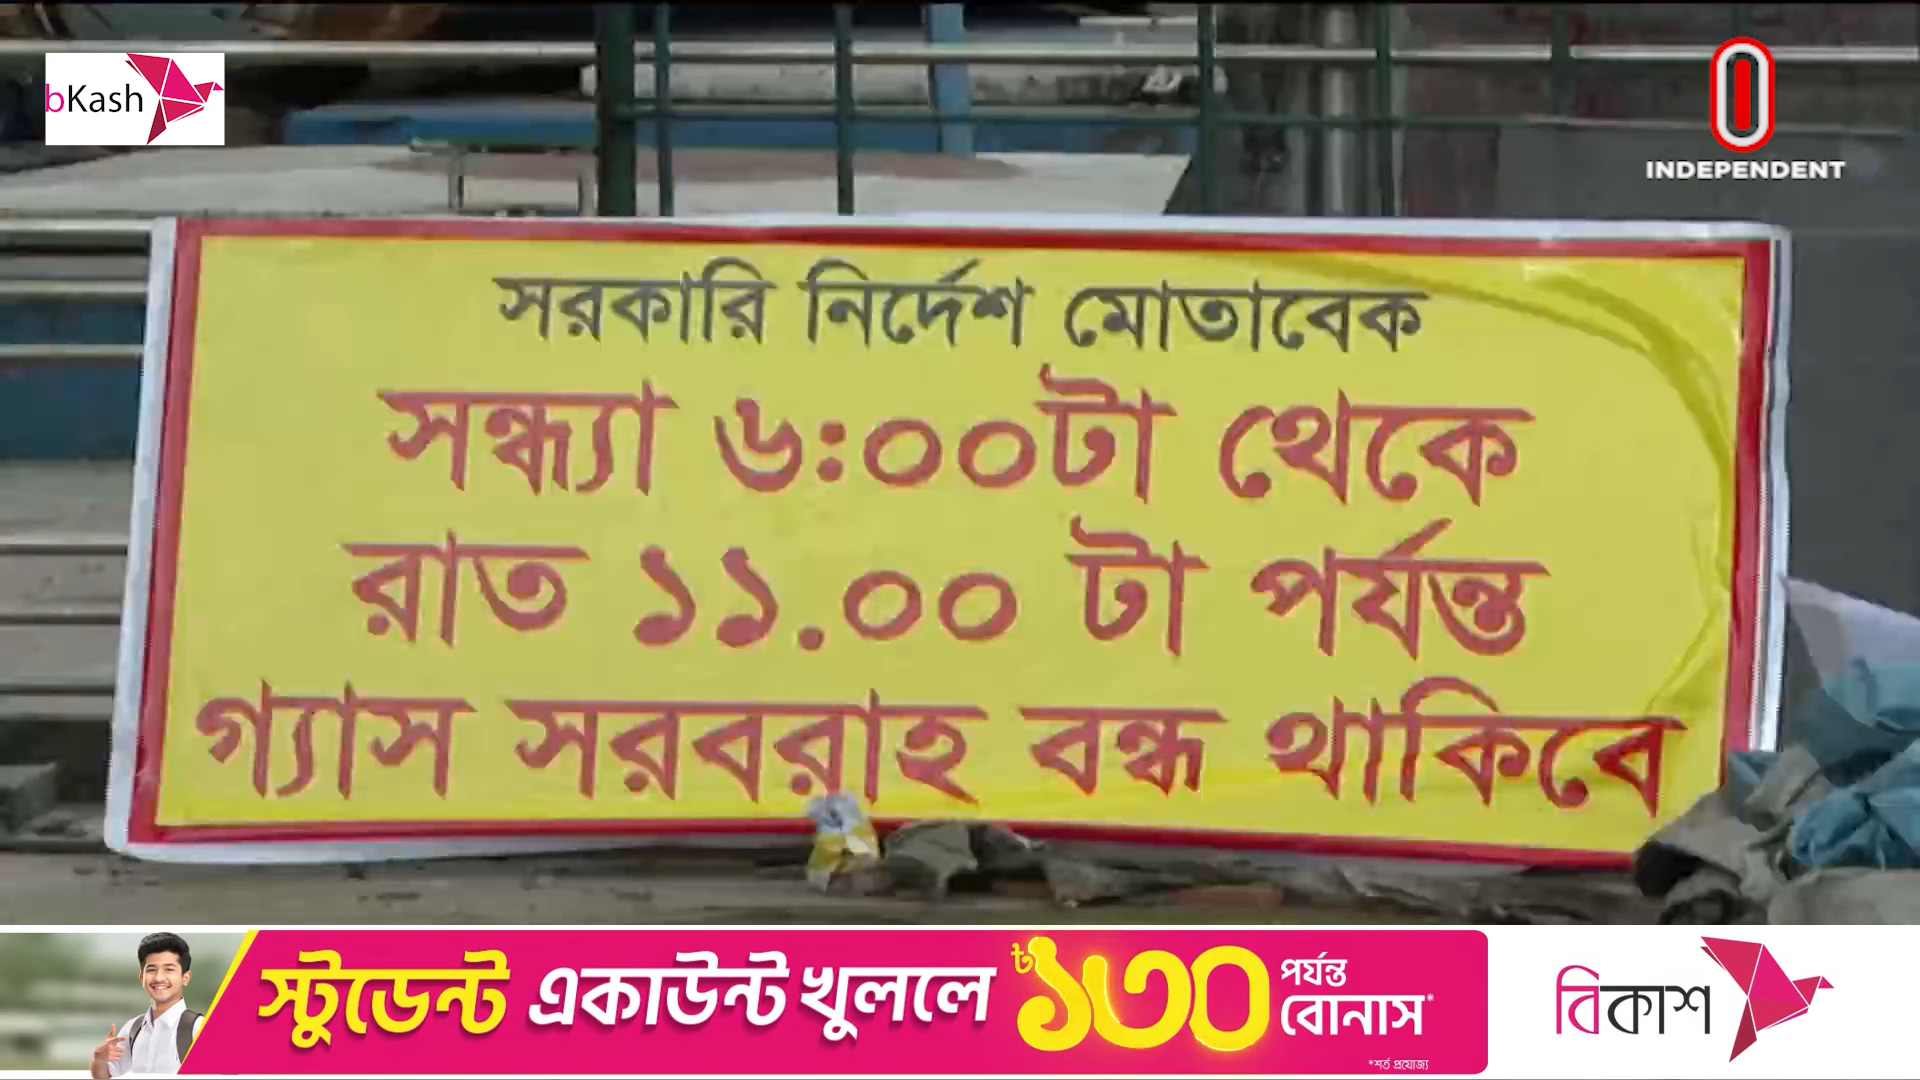 bKash
INDEPENDENT
সরকারি নির্দেশ মোতাবেক
সন্ধ্যা ৬:০০টা থেকে
রাত ১১.০০ টা পর্যন্ত
গ্যাস সরবরাহ বন্ধ থাকিবে
স্টুডেন্ট একাউন্ট খুললে ৳১৩০ পর্যন্ত বোনাস*
*শর্ত প্রযোজ্য
বিকাশ